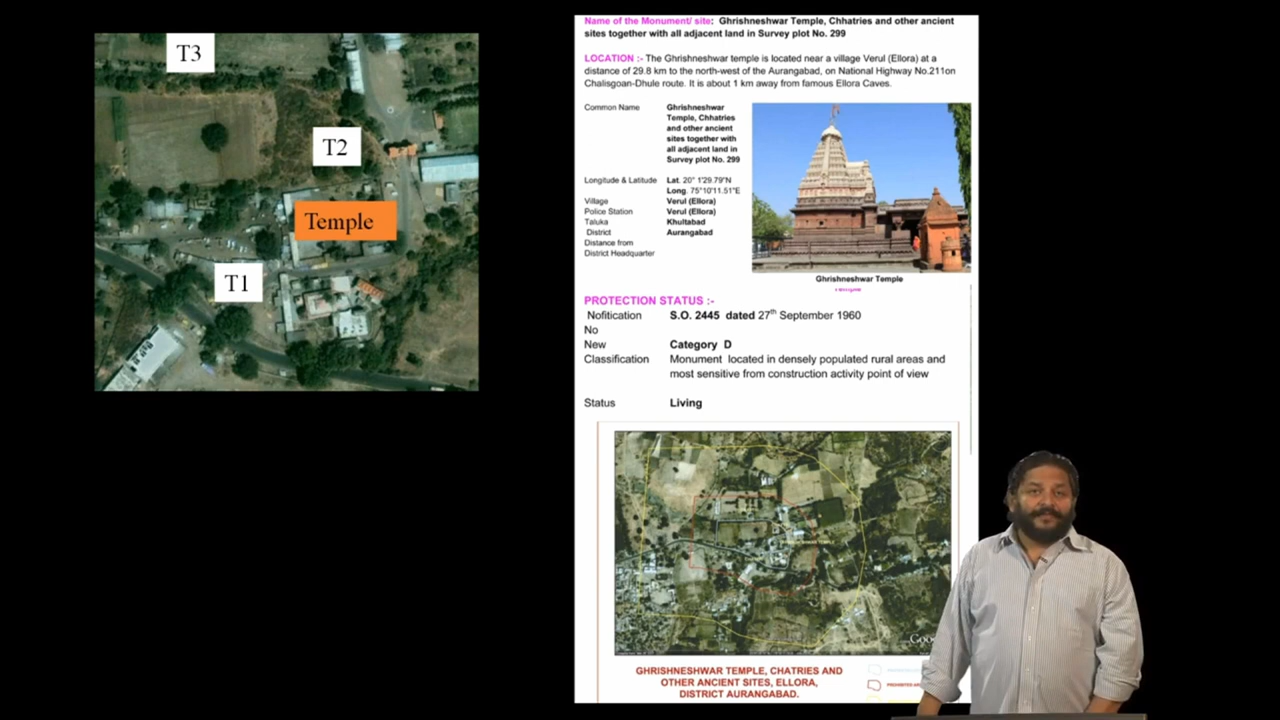 T3
T2
Temple
T1
Name of the Monument/ site: Ghrishneshwar Temple, Chhatries and other ancient
sites together with all adjacent land in Survey plot No. 299
LOCATION :- The Ghrishneshwar temple is located near a village Verul (Ellora) at a
distance of 29.8 km to the north-west of the Aurangabad, on National Highway No.211on
Chalisgoan-Dhule route. It is about 1 km away from famous Ellora Caves.
Common Name Ghrishneshwar
Temple, Chhatries
and other ancient
sites together with
all adjacent land in
Survey plot No. 299
Longitude & Latitude Lat. 20° 1'29.79"N
Long. 75°10'11.51"E
Village Verul (Ellora)
Police Station Verul (Ellora)
Taluka Khultabad
District Aurangabad
Distance from
District Headquarter
Ghrishneshwar Temple
PROTECTION STATUS :-
Nofitication S.O. 2445 dated 27th September 1960
No
New Category D
Classification Monument located in densely populated rural areas and
most sensitive from construction activity point of view
Status Living
GHRISHNESHWAR TEMPLE, CHATRIES AND
OTHER ANCIENT SITES, ELLORA,
DISTRICT AURANGABAD.